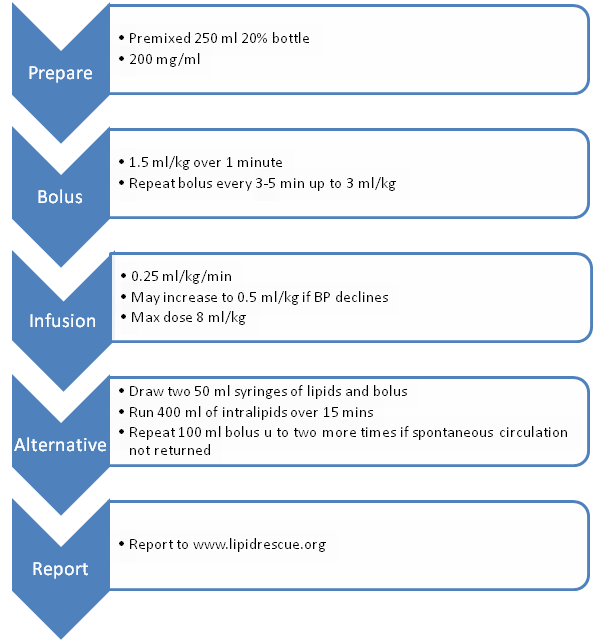 Prepare
• Premixed 250 ml 20% bottle
• 200 mg/ml
Bolus
• 1.5 ml/kg over 1 minute
• Repeat bolus every 3-5 min up to 3 ml/kg
Infusion
• 0.25 ml/kg/min
• May increase to 0.5 ml/kg if BP declines
• Max dose 8 ml/kg
Alternative
• Draw two 50 ml syringes of lipids and bolus
• Run 400 ml of intralipids over 15 mins
• Repeat 100 ml bolus u to two more times if spontaneous circulation
not returned
Report
• Report to www.lipidrescue.org